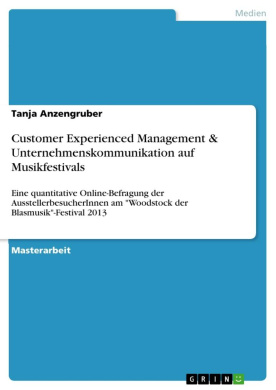 Medien
Tanja Anzengruber
Customer Experienced Management &
Unternehmenskommunikation auf
Musikfestivals
Eine quantitative Online-Befragung der
AusstellerbesucherInnen am "Woodstock der
Blasmusik"-Festival 2013
Masterarbeit
GRIN